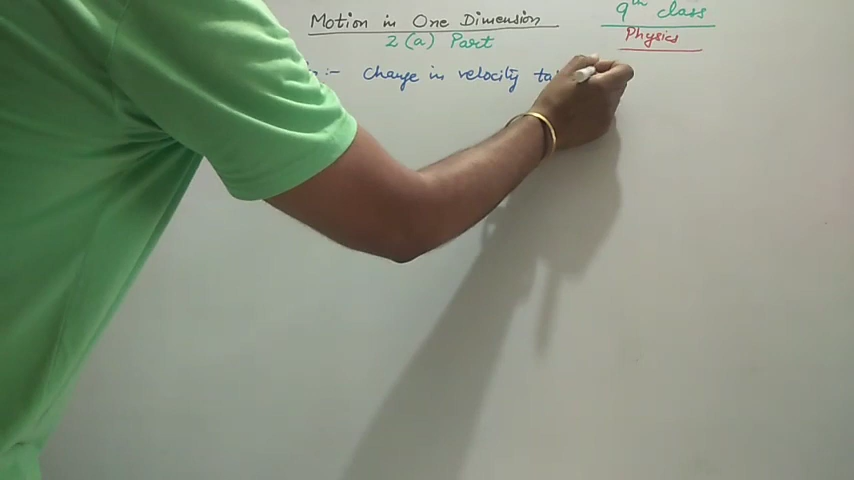 Motion in One Dimension
9th class
2 (a) Part
Physics
:- change in velocity